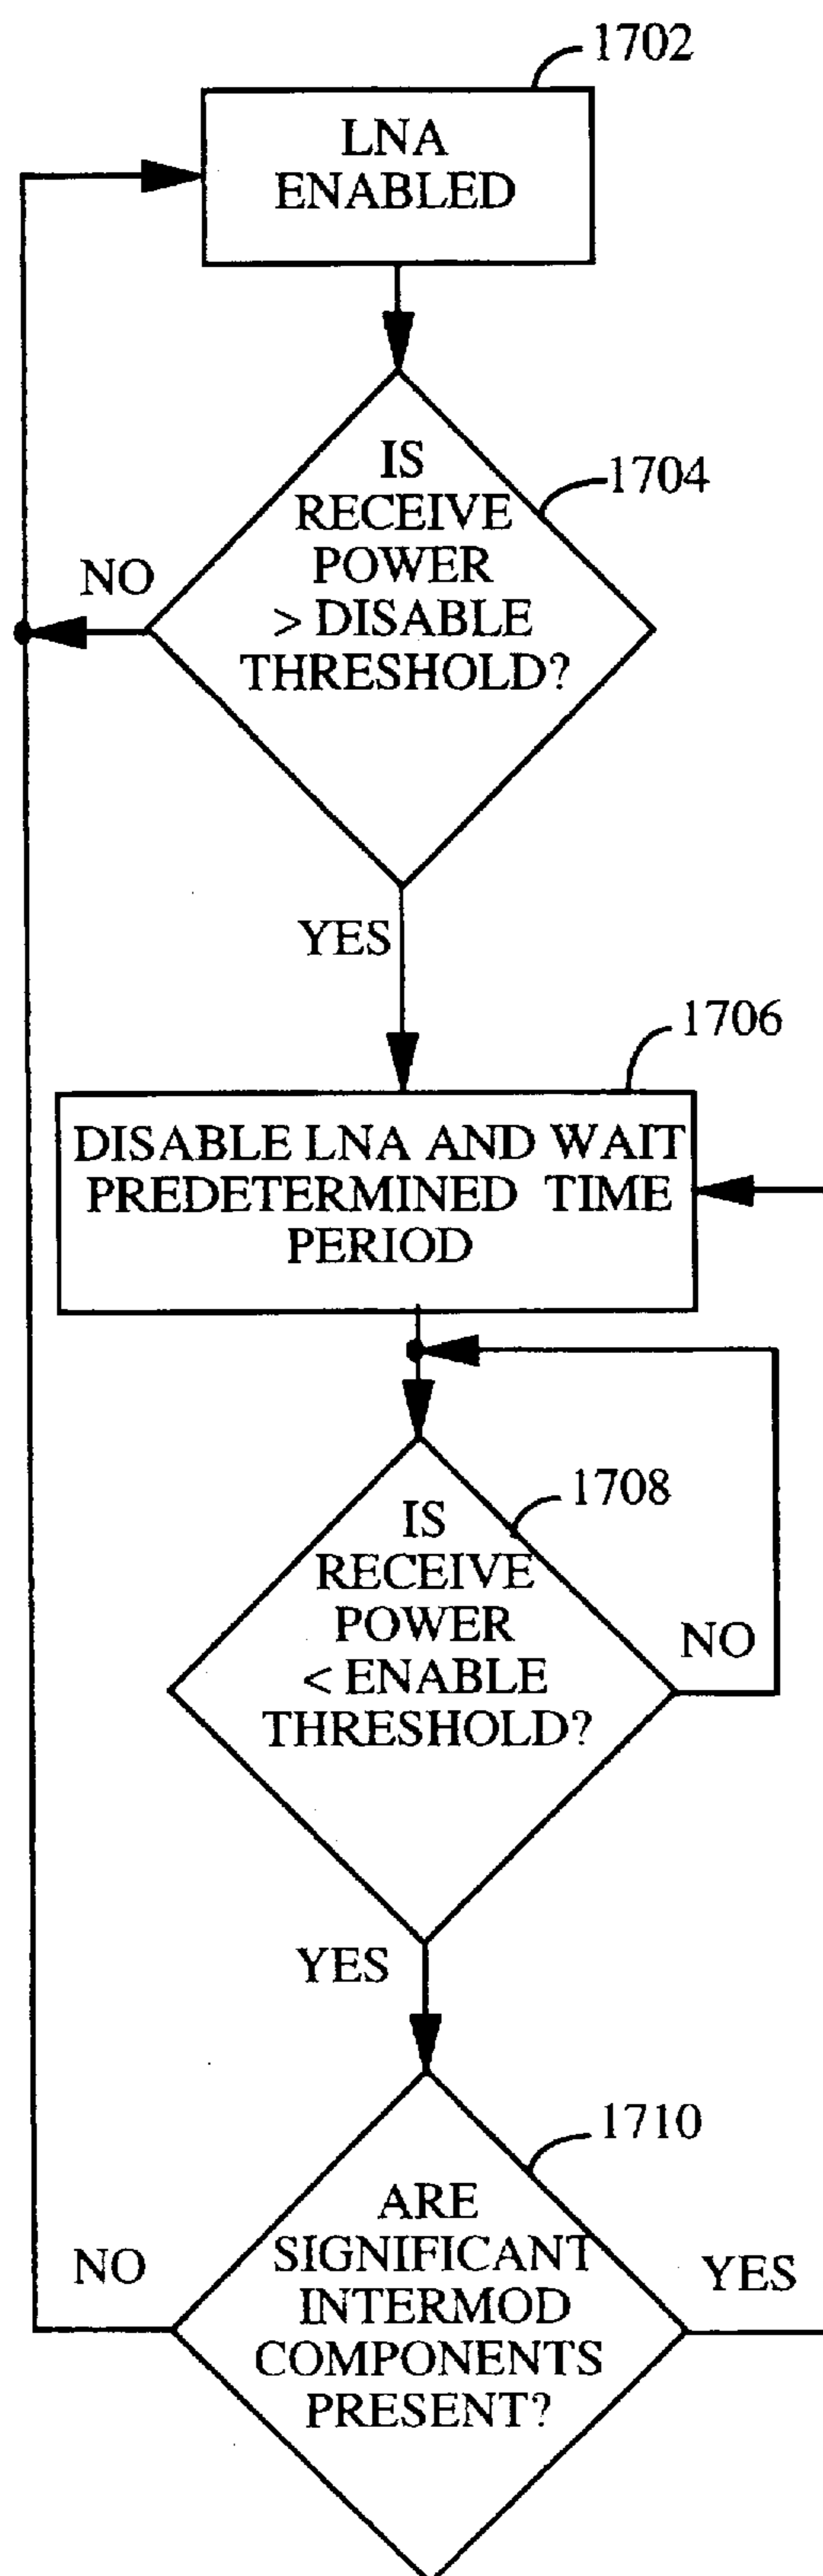 1702
LNA
ENABLED
IS
RECEIVE
POWER
> DISABLE
THRESHOLD?
1704
NO
YES
1706
DISABLE LNA AND WAIT
PREDETERMINED TIME
PERIOD
1708
IS
RECEIVE
POWER
< ENABLE
THRESHOLD?
NO
YES
1710
ARE
SIGNIFICANT
INTERMOD
COMPONENTS
PRESENT?
NO
YES